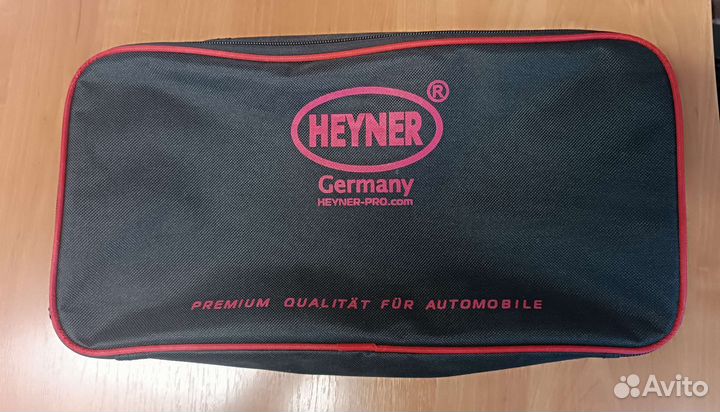 HEYNER ®
Germany
HEYNER-PRO.com
PREMIUM QUALITÄT FÜR AUTOMOBILE
Avito